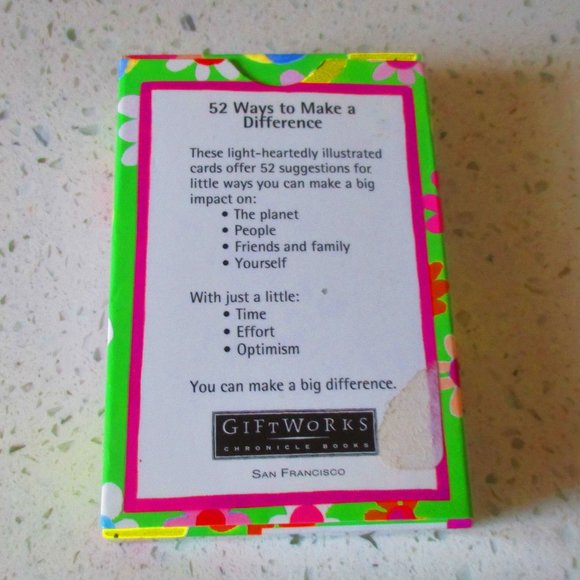 52 Ways to Make a
Difference
These light-heartedly illustrated
cards offer 52 suggestions for
little ways you can make a big
impact on:
• The planet
• People
• Friends and family
• Yourself
With just a little:
• Time
• Effort
• Optimism
You can make a big difference.
GIFTWORKS
CHRONICLE BOOKS
SAN FRANCISCO